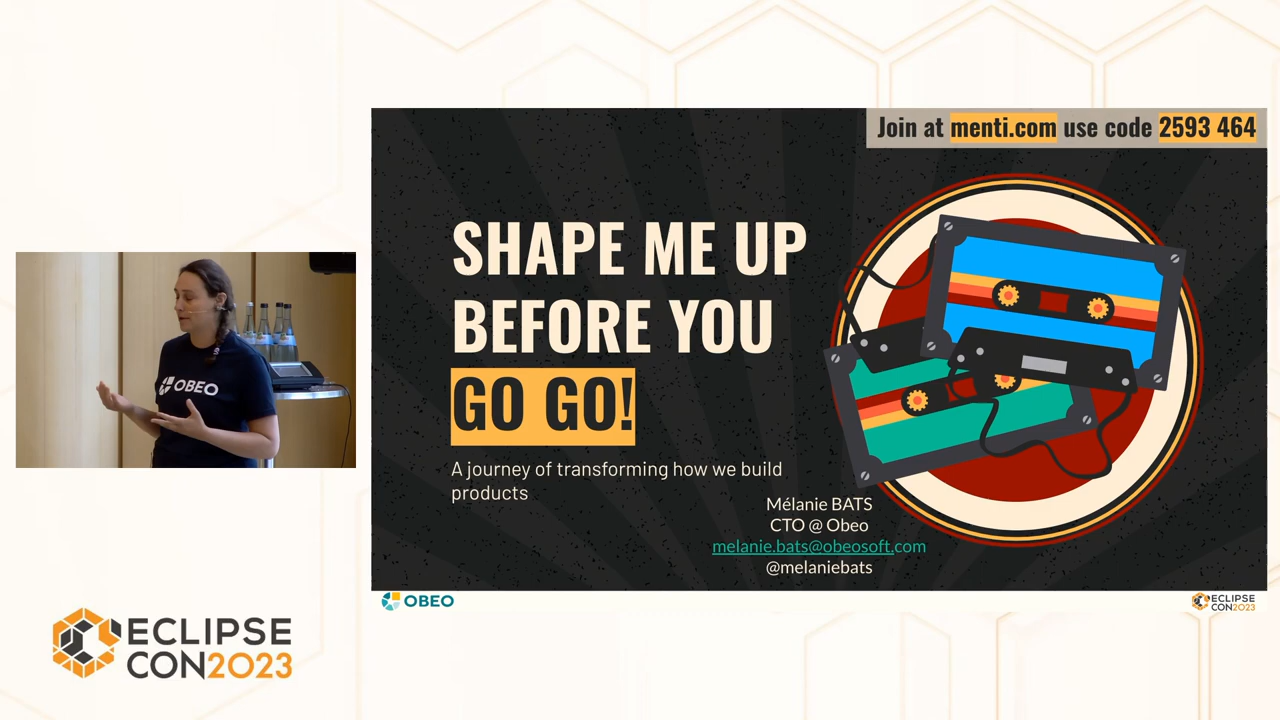 Join at menti.com use code 2593 464
SHAPE ME UP
BEFORE YOU
GO GO!
A journey of transforming how we build
products
Mélanie BATS
CTO @ Obeo
melanie.bats@obeosoft.com
@melaniebats
OBEO
OBEO
ECLIPSE
CON2023
ECLIPSE
CON2023